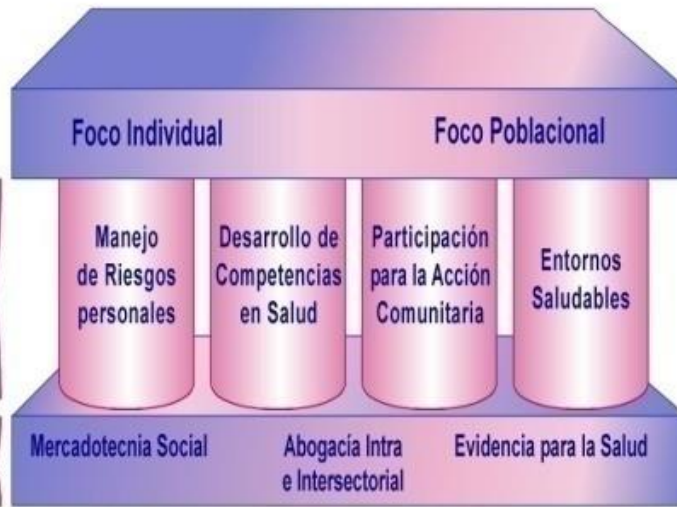 Foco Individual
Foco Poblacional
Manejo
de Riesgos
personales
Desarrollo de
Competencias
en Salud
Participación
para la Acción
Comunitaria
Entornos
Saludables
Mercadotecnia Social
Abogacía Intra
e Intersectorial
Evidencia para la Salud